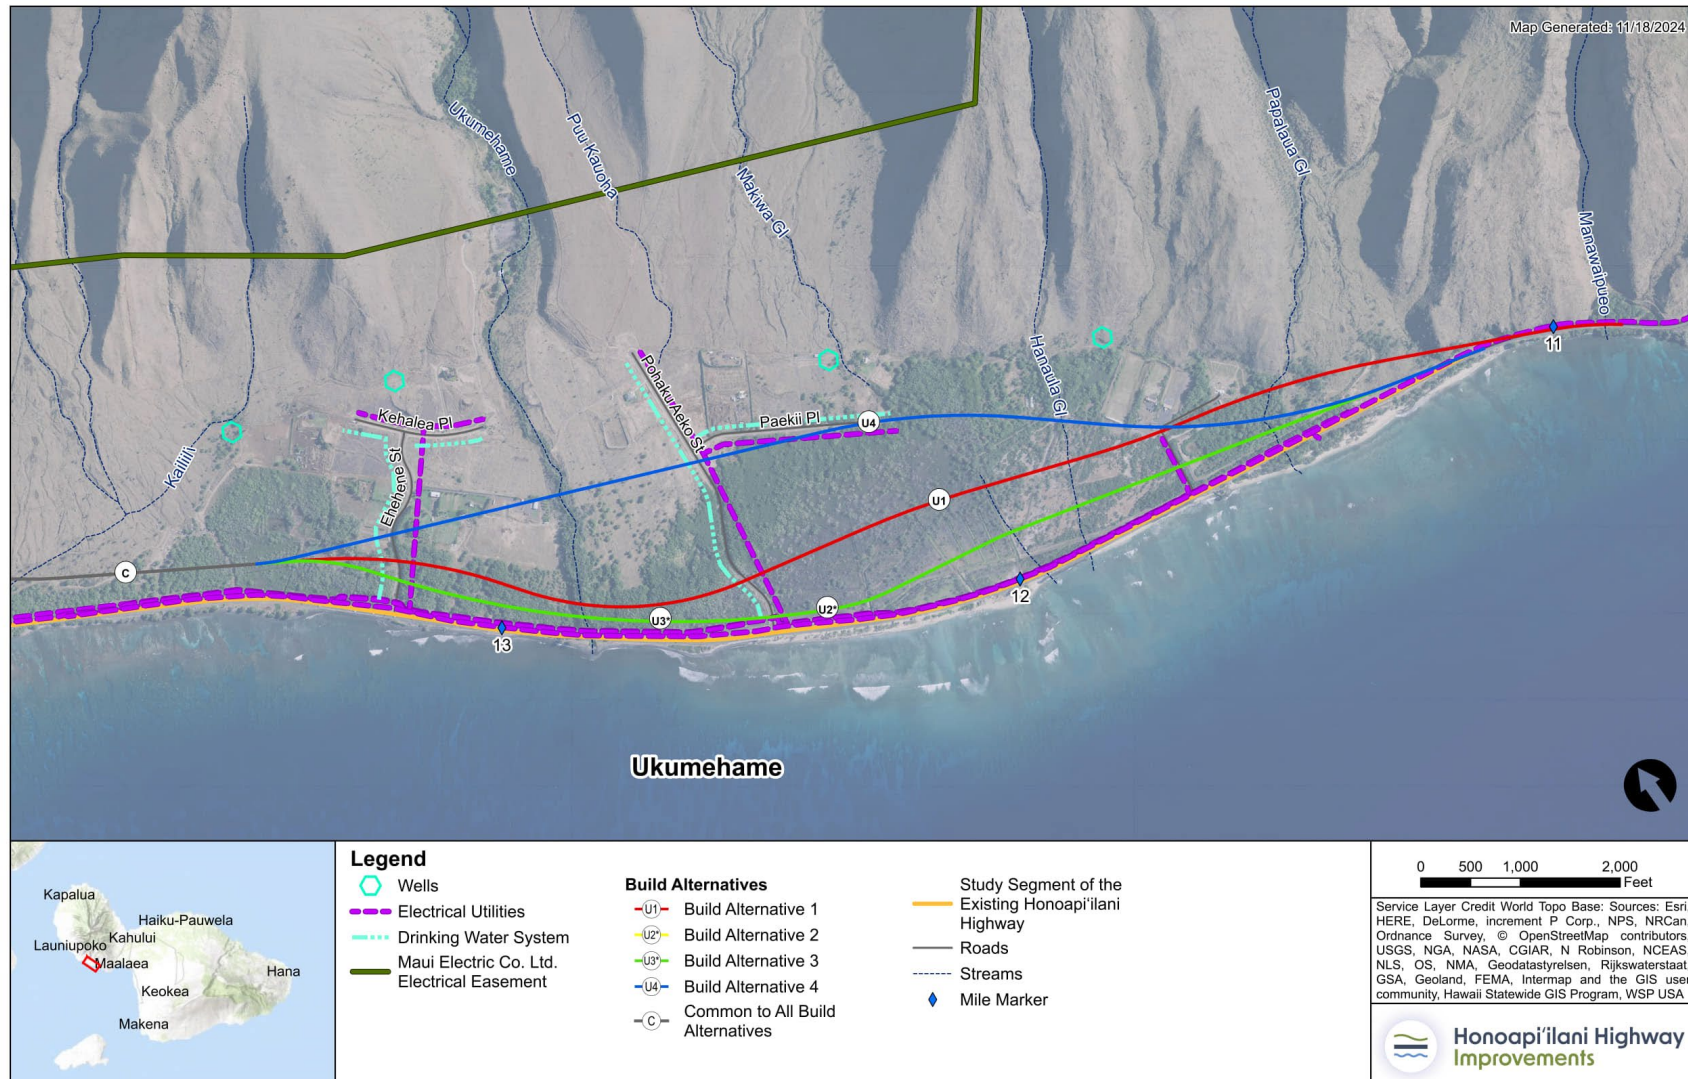 Map Generated: 11/18/2024
Ukumehame
Puu Kauoha
Makiwa Gl
Papalaua Gl
Manawaipueo
Hanaula Gl
Kailiili
11
Pohaku Aeko St
Kehalea Pl
Paekii Pl
U4
Ehehene St
U1
C
12
U2*
U3*
13
Ukumehame
Kapalua
Haiku-Pauwela
Kahului
Launiupoko
Maalaea
Hana
Keokea
Makena
Legend
Wells
Electrical Utilities
Drinking Water System
Maui Electric Co. Ltd.
Electrical Easement
Build Alternatives
U1 Build Alternative 1
U2* Build Alternative 2
U3* Build Alternative 3
U4 Build Alternative 4
C Common to All Build
Alternatives
Study Segment of the
Existing Honoapiʻilani
Highway
Roads
Streams
Mile Marker
0 500 1,000 2,000
Feet
Service Layer Credit World Topo Base: Sources: Esri,
HERE, DeLorme, increment P Corp., NPS, NRCan,
Ordnance Survey, © OpenStreetMap contributors,
USGS, NGA, NASA, CGIAR, N Robinson, NCEAS,
NLS, OS, NMA, Geodatastyrelsen, Rijkswaterstaat,
GSA, Geoland, FEMA, Intermap and the GIS user
community, Hawaii Statewide GIS Program, WSP USA
Honoapiʻilani Highway
Improvements